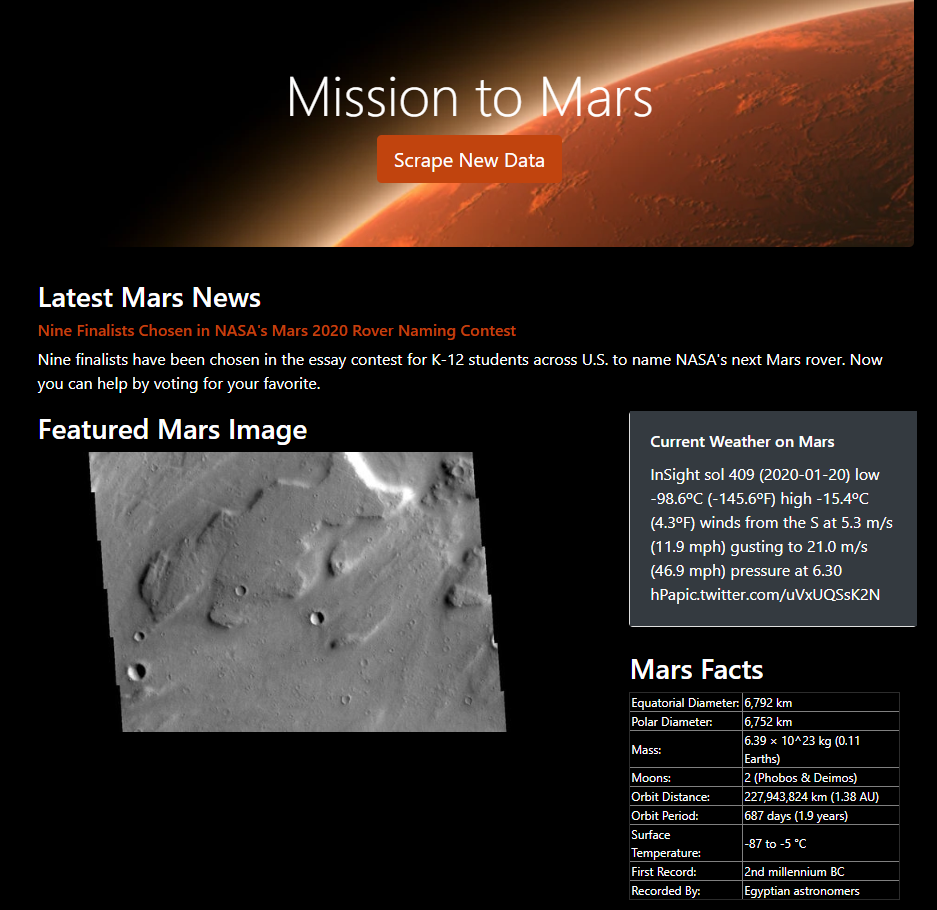 Mission to Mars
Scrape New Data
Latest Mars News
Nine Finalists Chosen in NASA's Mars 2020 Rover Naming Contest
Nine finalists have been chosen in the essay contest for K-12 students across U.S. to name NASA's next Mars rover. Now
you can help by voting for your favorite.
Featured Mars Image
Current Weather on Mars
InSight sol 409 (2020-01-20) low
-98.6ºC (-145.6ºF) high -15.4ºC
(4.3ºF) winds from the S at 5.3 m/s
(11.9 mph) gusting to 21.0 m/s
(46.9 mph) pressure at 6.30
hPapic.twitter.com/uVxUQSsK2N
Mars Facts
Equatorial Diameter: 6,792 km
Polar Diameter: 6,752 km
Mass: 6.39 × 10^23 kg (0.11
Earths)
Moons: 2 (Phobos & Deimos)
Orbit Distance: 227,943,824 km (1.38 AU)
Orbit Period: 687 days (1.9 years)
Surface
Temperature: -87 to -5 °C
First Record: 2nd millennium BC
Recorded By: Egyptian astronomers